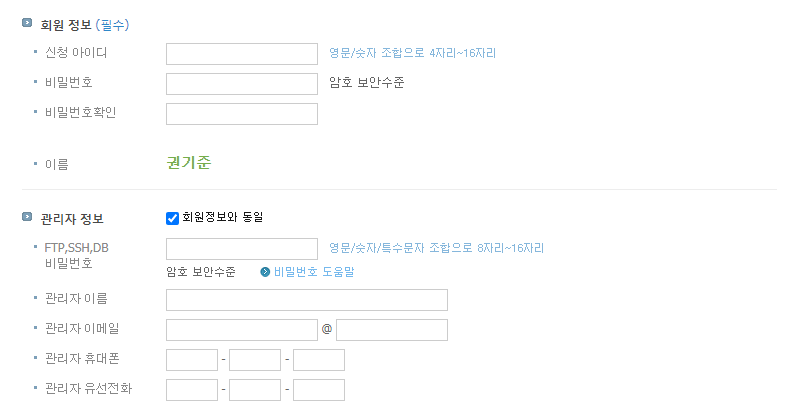 회원 정보 (필수)
신청 아이디 영문/숫자 조합으로 4자리~16자리
비밀번호 암호 보안수준
비밀번호확인
이름 권기준
관리자 정보 회원정보와 동일
FTP,SSH,DB 영문/숫자/특수문자 조합으로 8자리~16자리
비밀번호
암호 보안수준 비밀번호 도움말
관리자 이름
관리자 이메일 @
관리자 휴대폰 - -
관리자 유선전화 - -